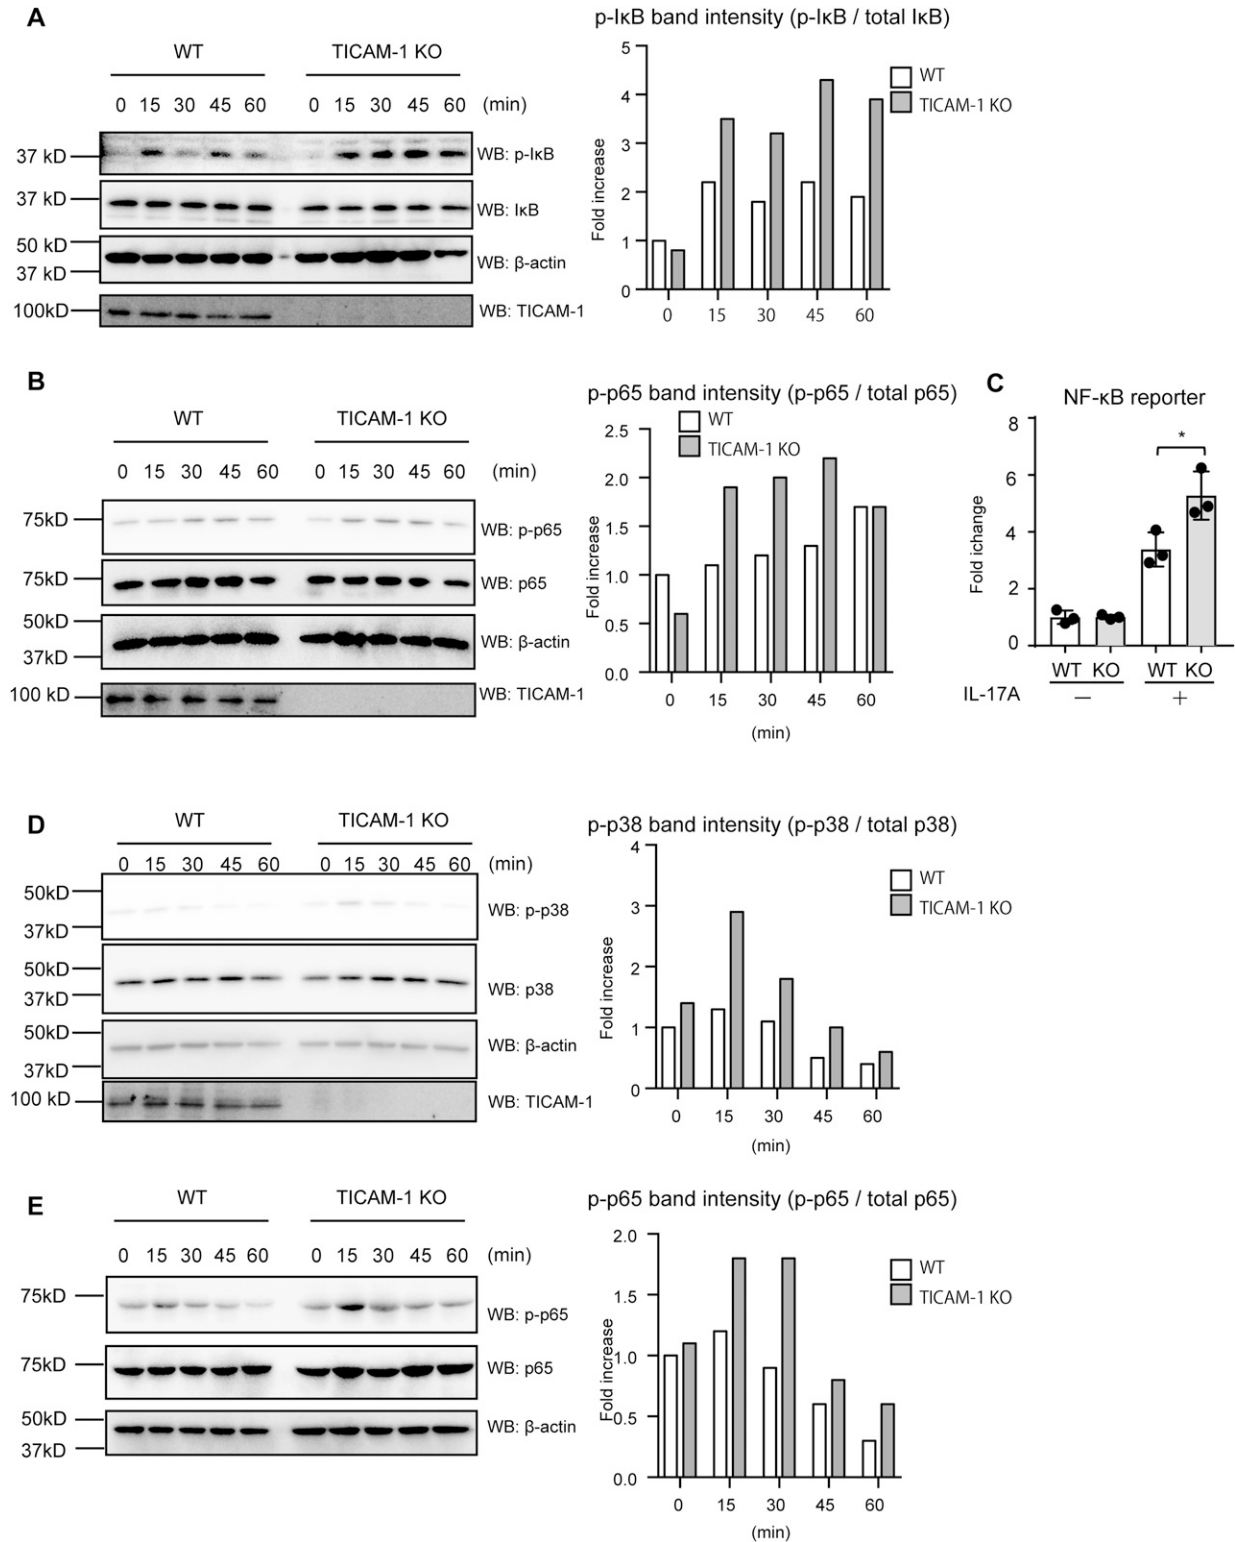 A
WT TICAM-1 KO
0 15 30 45 60 0 15 30 45 60 (min)
37 kD WB: p-IκB
37 kD WB: IκB
50 kD
37 kD WB: β-actin
100kD WB: TICAM-1
p-IκB band intensity (p-IκB / total IκB)
WT
TICAM-1 KO
Fold increase
5
4
3
2
1
0
0 15 30 45 60
B
WT TICAM-1 KO
0 15 30 45 60 0 15 30 45 60 (min)
75kD WB: p-p65
75kD WB: p65
50kD
37kD WB: β-actin
100 kD WB: TICAM-1
p-p65 band intensity (p-p65 / total p65)
WT
TICAM-1 KO
Fold increase
2.5
2.0
1.5
1.0
0.5
0.0
0 15 30 45 60
(min)
C
NF-κB reporter
Fold ichange
8
6
4
2
0
*
WT KO WT KO
IL-17A — +
D
WT TICAM-1 KO
0 15 30 45 60 0 15 30 45 60 (min)
50kD
37kD WB: p-p38
50kD
37kD WB: p38
50kD
37kD WB: β-actin
100 kD WB: TICAM-1
p-p38 band intensity (p-p38 / total p38)
WT
TICAM-1 KO
Fold increase
4
3
2
1
0
0 15 30 45 60
(min)
E
WT TICAM-1 KO
0 15 30 45 60 0 15 30 45 60 (min)
75kD WB: p-p65
75kD WB: p65
50kD
37kD WB: β-actin
p-p65 band intensity (p-p65 / total p65)
WT
TICAM-1 KO
Fold increase
2.0
1.5
1.0
0.5
0.0
0 15 30 45 60
(min)